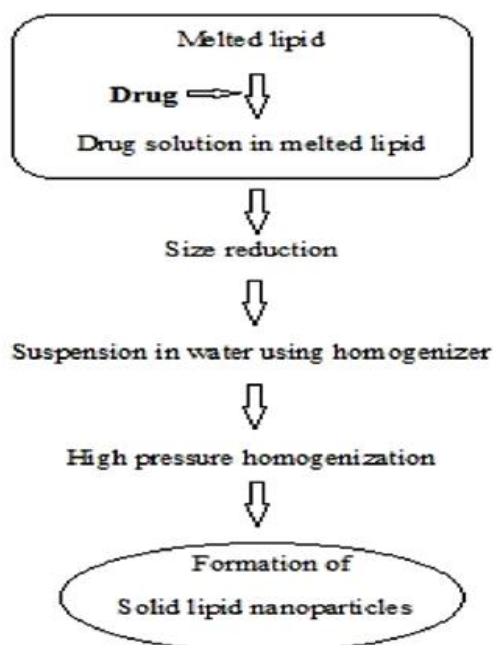 Melted lipid
Drug
Drug solution in melted lipid
Size reduction
Suspension in water using homogenizer
High pressure homogenization
Formation of
Solid lipid nanoparticles